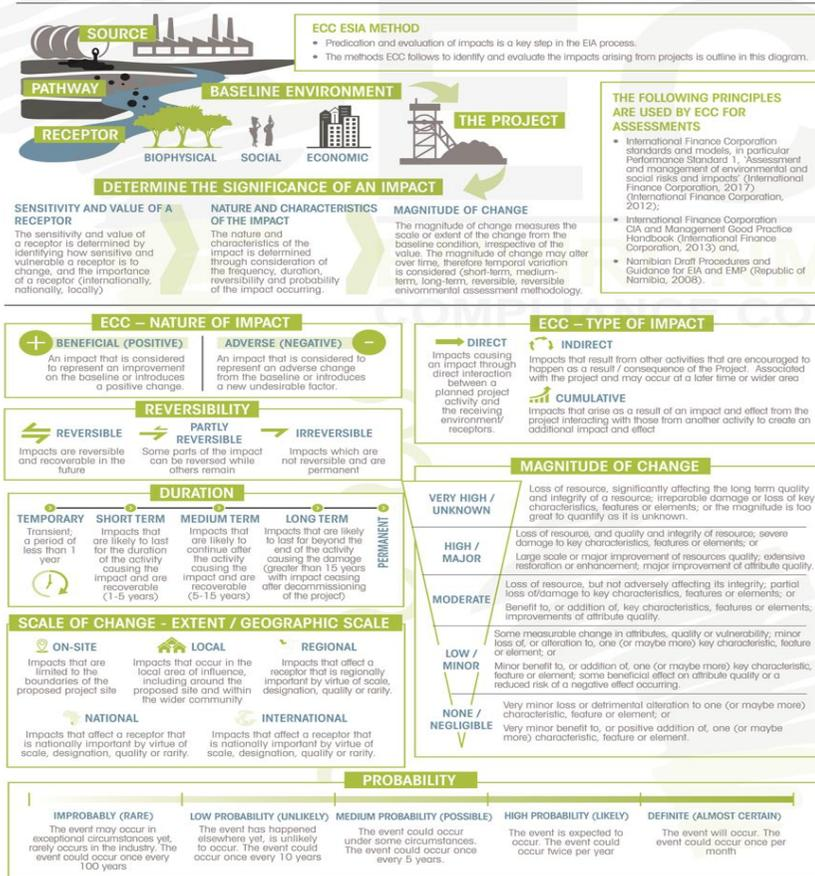 SOURCE
PATHWAY
RECEPTOR
BASELINE ENVIRONMENT
BIOPHYSICAL
SOCIAL
ECONOMIC
THE PROJECT
ECC ESIA METHOD
• Predication and evaluation of impacts is a key step in the EIA process.
• The methods ECC follows to identify and evaluate the impacts arising from projects is outline in this diagram.
THE FOLLOWING PRINCIPLES
ARE USED BY ECC FOR
ASSESSMENTS
• International Finance Corporation
standards and models, in particular
Performance Standard 1, 'Assessment
and management of environmental and
social risks and impacts' (International
Finance Corporation, 2017)
(International Finance Corporation,
2012);
• International Finance Corporation
CIA and Management Good Practice
Handbook (International Finance
Corporation, 2013) and,
• Namibian Draft Procedures and
Guidance for EIA and EMP (Republic of
Namibia, 2008).
DETERMINE THE SIGNIFICANCE OF AN IMPACT
SENSITIVITY AND VALUE OF A
RECEPTOR
The sensitivity and value of
a receptor is determined by
identifying how sensitive and
vulnerable a receptor is to
change, and the importance
of a receptor (internationally,
nationally, locally)
NATURE AND CHARACTERISTICS
OF THE IMPACT
The nature and
characteristics of the
impact is determined
through consideration of
the frequency, duration,
reversibility and probability
of the impact occurring.
MAGNITUDE OF CHANGE
The magnitude of change measures the
scale or extent of the change from the
baseline condition, irrespective of the
value. The magnitude of change may alter
over time, therefore temporal variation
is considered (short-term, medium-
term, long-term, reversible, reversible
enivornmental assessment methodology.
COMPLIANCE CO
ECC – NATURE OF IMPACT
+ BENEFICIAL (POSITIVE)
An impact that is considered
to represent an improvement
on the baseline or introduces
a positive change.
ADVERSE (NEGATIVE) -
An impact that is considered to
represent an adverse change
from the baseline or introduces
a new undesirable factor.
REVERSIBILITY
REVERSIBLE
Impacts are reversible
and recoverable in the
future
PARTLY
REVERSIBLE
Some parts of the impact
can be reversed while
others remain
IRREVERSIBLE
Impacts which are
not reversible and are
permanent
DURATION
TEMPORARY
Transient;
a period of
less than 1
year
SHORT TERM
Impacts that
are likely to last
for the duration
of the activity
causing the
impact and are
recoverable
(1-5 years)
MEDIUM TERM
Impacts that
are likely to
continue after
the activity
causing the
impact and are
recoverable
(5-15 years)
LONG TERM
Impacts that are likely
to last far beyond the
end of the activity
causing the damage
(greater than 15 years
with impact ceasing
after decommissioning
of the project)
PERMANENT
SCALE OF CHANGE - EXTENT / GEOGRAPHIC SCALE
ON-SITE
Impacts that are
limited to the
boundaries of the
proposed project site
LOCAL
Impacts that occur in the
local area of influence,
including around the
proposed site and within
the wider community
REGIONAL
Impacts that affect a
receptor that is regionally
important by virtue of scale,
designation, quality or rarity.
NATIONAL
Impacts that affect a receptor that
is nationally important by virtue of
scale, designation, quality or rarity.
INTERNATIONAL
Impacts that affect a receptor that
is nationally important by virtue of
scale, designation, quality or rarity.
ECC – TYPE OF IMPACT
DIRECT
Impacts causing
an impact through
direct interaction
between a
planned project
activity and
the receiving
environment/
receptors.
INDIRECT
Impacts that result from other activities that are encouraged to
happen as a result / consequence of the Project. Associated
with the project and may occur at a later time or wider area
CUMULATIVE
Impacts that arise as a result of an impact and effect from the
project interacting with those from another activity to create an
additional impact and effect
MAGNITUDE OF CHANGE
VERY HIGH /
UNKNOWN
Loss of resource, significantly affecting the long term quality
and integrity of a resource; irreparable damage or loss of key
characteristics, features or elements; or the magnitude is too
great to quantify as it is unknown.
HIGH /
MAJOR
Loss of resource, and quality and integrity of resource; severe
damage to key characteristics, features or elements; or
Large scale or major improvement of resources quality; extensive
restoration or enhancement; major improvement of attribute quality.
MODERATE
Loss of resource, but not adversely affecting its integrity; partial
loss of/damage to key characteristics, features or elements; or
Benefit to, or addition of, key characteristics, features or elements;
improvements of attribute quality.
LOW /
MINOR
Some measurable change in attributes, quality or vulnerability; minor
loss of, or alteration to, one (or maybe more) key characteristic, feature
or element; or
Minor benefit to, or addition of, one (or maybe more) key characteristic,
feature or element; some beneficial effect on attribute quality or a
reduced risk of a negative effect occurring.
NONE /
NEGLIGIBLE
Very minor loss or detrimental alteration to one (or maybe more)
characteristic, feature or element; or
Very minor benefit to, or positive addition of, one (or maybe
more) characteristic, feature or element.
PROBABILITY
IMPROBABLY (RARE)
The event may occur in
exceptional circumstances yet,
rarely occurs in the industry. The
event could occur once every
100 years
LOW PROBABILITY (UNLIKELY)
The event has happened
elsewhere yet, is unlikely
to occur. The event could
occur once every 10 years
MEDIUM PROBABILITY (POSSIBLE)
The event could occur
under some circumstances.
The event could occur once
every 5 years.
HIGH PROBABILITY (LIKELY)
The event is expected to
occur. The event could
occur twice per year
DEFINITE (ALMOST CERTAIN)
The event will occur. The
event could occur once per
month